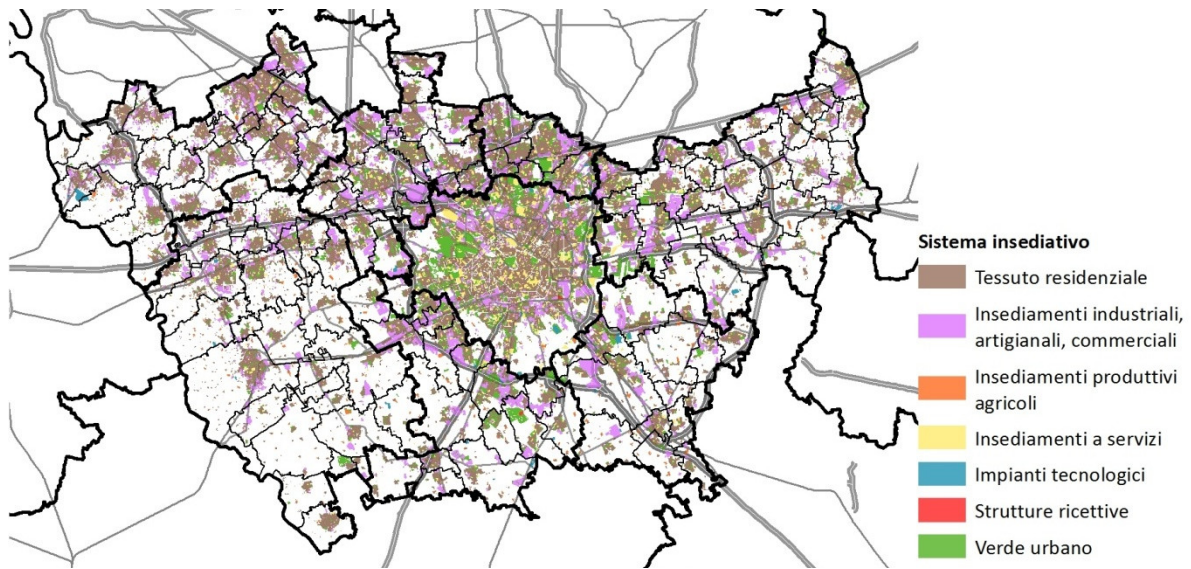 Sistema insediativo
Tessuto residenziale
Insediamenti industriali,
artigianali, commerciali
Insediamenti produttivi
agricoli
Insediamenti a servizi
Impianti tecnologici
Strutture ricettive
Verde urbano